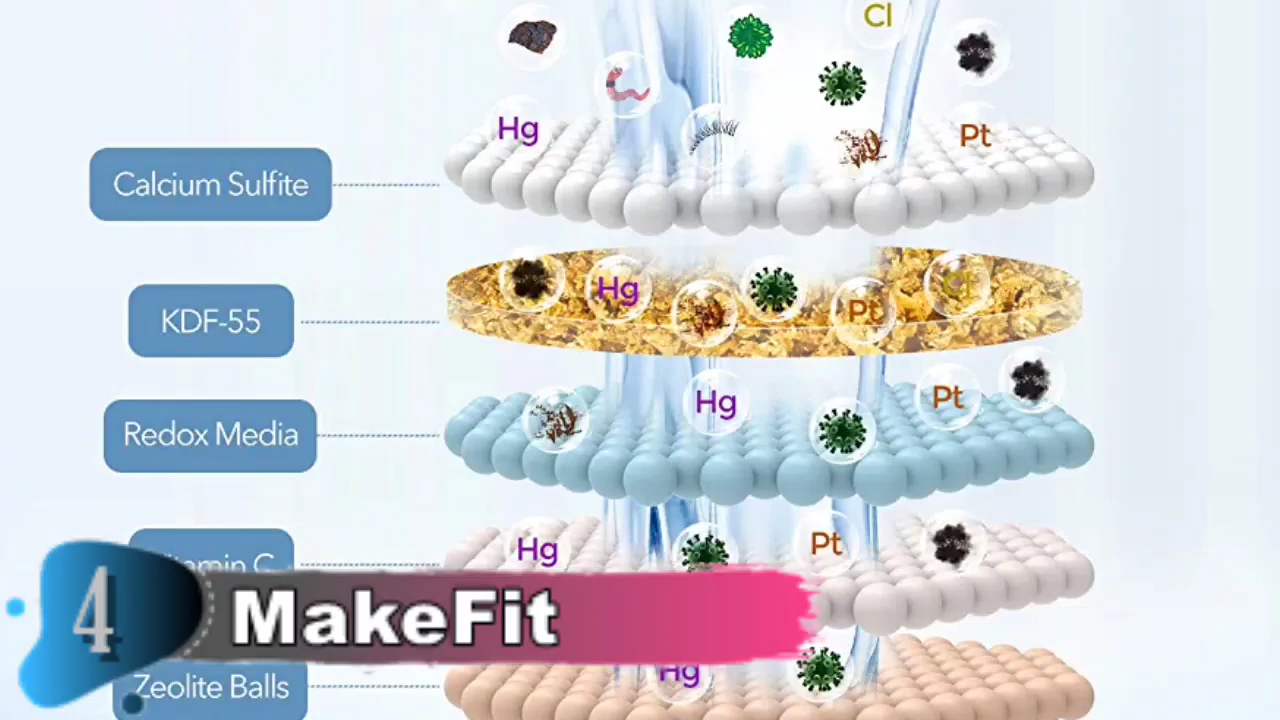 Cl
Hg
Pt
Calcium Sulfite
Hg
Cl
Pt
KDF-55
Hg
Pt
Redox Media
Hg
Pt
C
4
MakeFit
Hg
Zeolite Balls